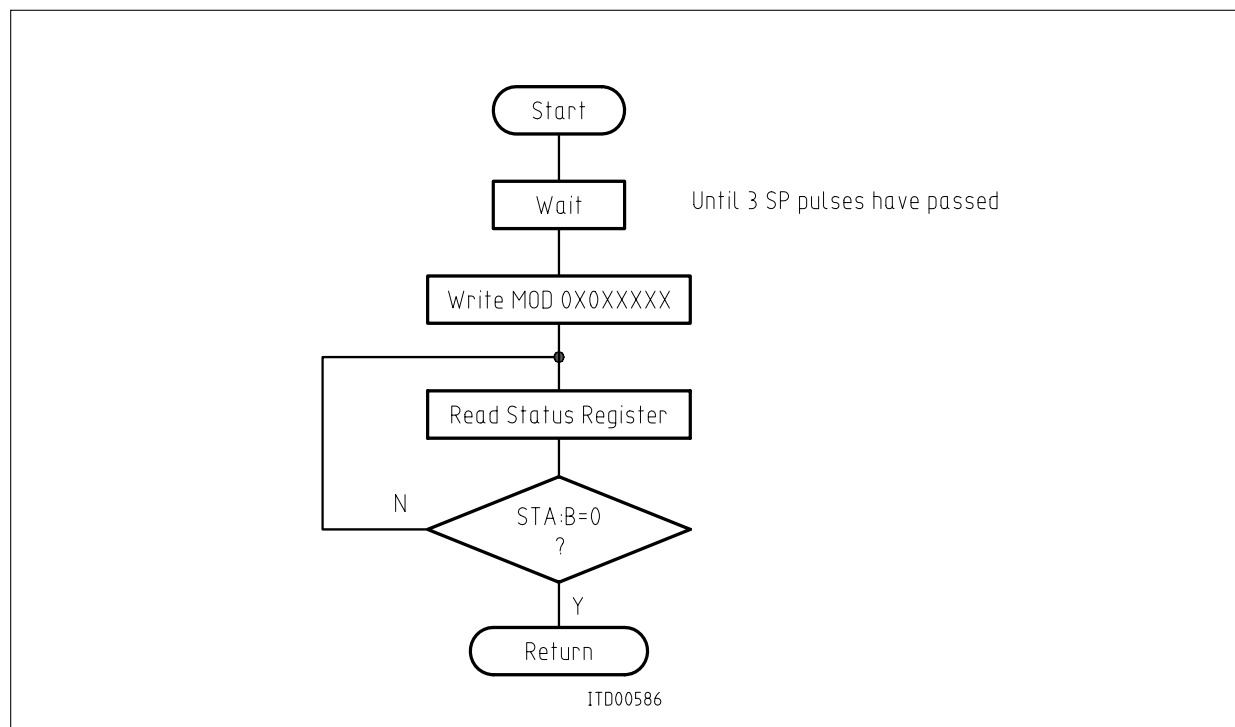 Start
Wait
Until 3 SP pulses have passed
Write MOD 0X0XXXXX
Read Status Register
N
STA:B=0
?
Y
Return
ITD00586